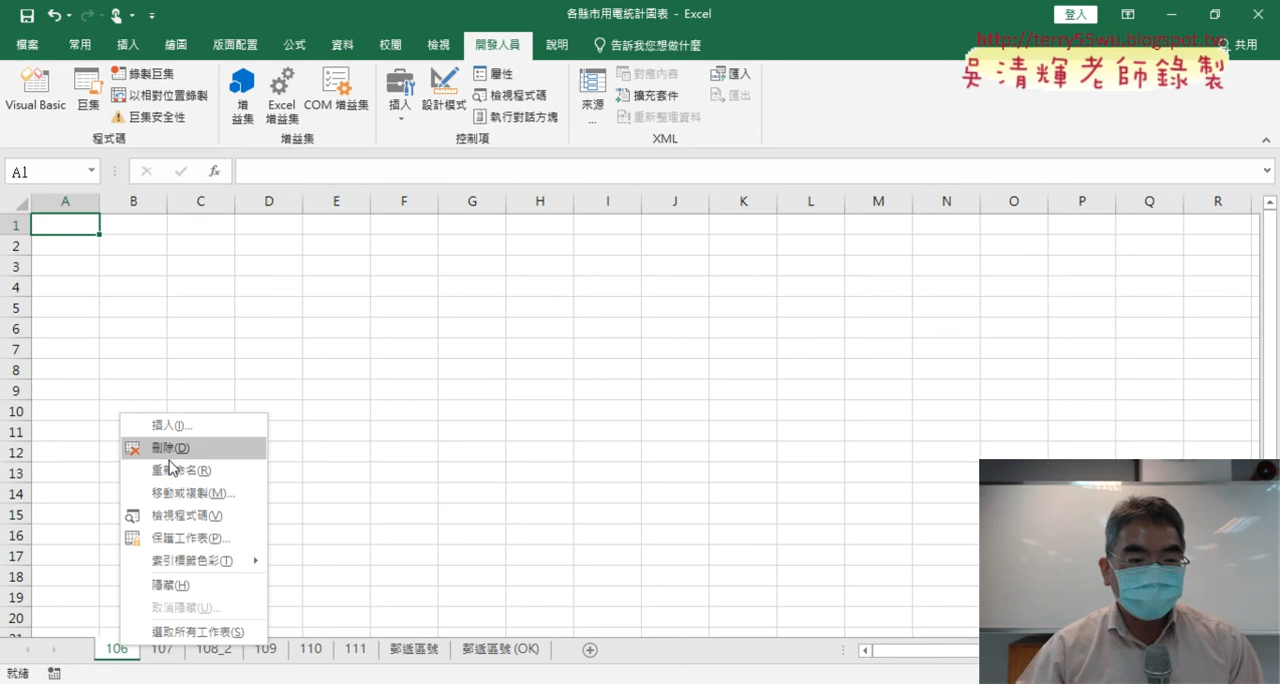 各縣市用電統計圖表 - Excel
登入
檔案 常用 插入 繪圖 版面配置 公式 資料 校閱 檢視 開發人員 說明 告訴我您想做什麼 共用
http://terry55wu.blogspot.tw
吳清輝老師錄製
Visual Basic
巨集
錄製巨集
以相對位置錄製
巨集安全性
程式碼
增益集
Excel 增益集
COM 增益集
增益集
插入
設計模式
屬性
檢視程式碼
執行對話方塊
控制項
來源...
對應內容
擴充套件
重新整理資料
匯入
匯出
XML
A1
fx
A B C D E F G H I J K L M N O P Q R
1
2
3
4
5
6
7
8
9
10
11
12
13
14
15
16
17
18
19
20
21
插入(I)...
刪除(D)
重新命名(R)
移動或複製(M)...
檢視程式碼(V)
保護工作表(P)...
索引標籤色彩(T)
隱藏(H)
取消隱藏(U)...
選取所有工作表(S)
106 107 108_2 109 110 111 郵遞區號 郵遞區號 (OK)
就緒